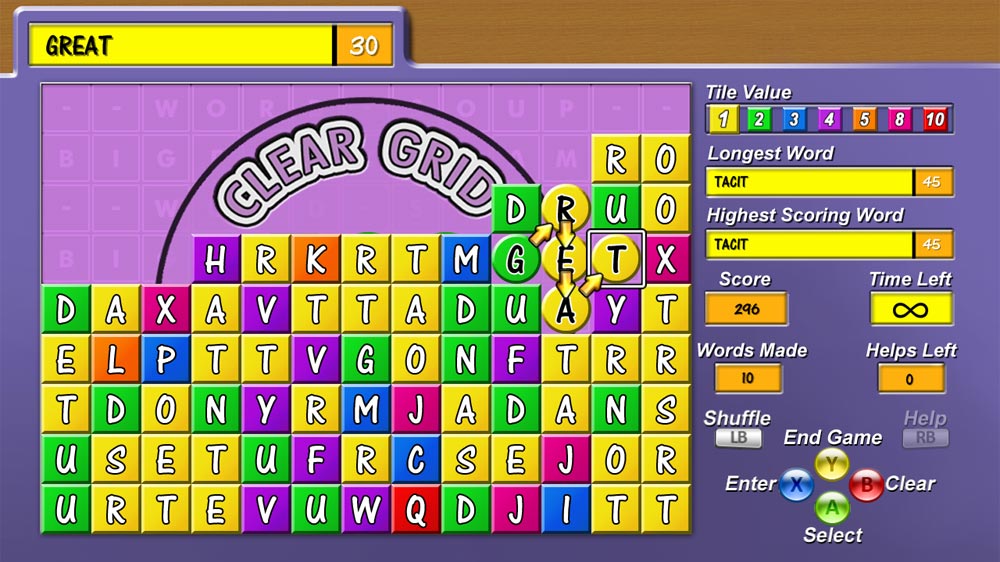 GREAT 30
- - W O R D   G R O U P - -
CLEAR GRID
R O
D R U O
H R K R T M G E T X
D A X A V T T A D U A Y T
E L P T T V G O N F T R R
T D O N Y R M J A D A N S
U S E T U F R C S E J O R
U R T E V U W Q D J I T T
Tile Value
1 2 3 4 5 8 10
Longest Word
TACIT 45
Highest Scoring Word
TACIT 45
Score Time Left
296 ∞
Words Made Helps Left
10 0
Shuffle Help
LB RB
End Game
Y
Enter X B Clear
A
Select